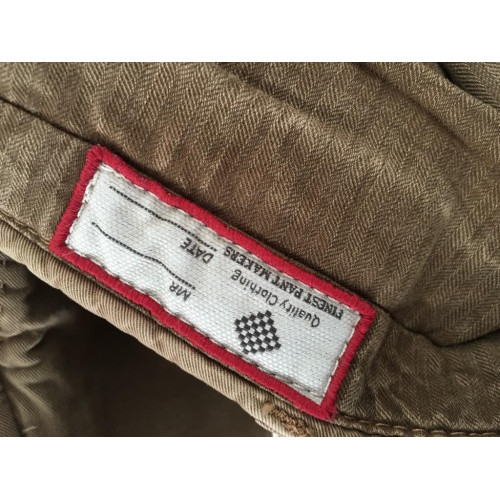 Quality Clothing
FINEST PANT MAKERS
MR
DATE